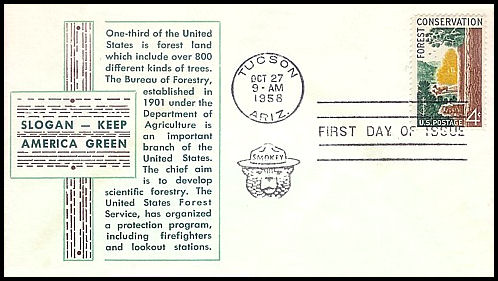 One-third of the United
States is forest land
which include over 800
different kinds of trees.
The Bureau of Forestry,
established in
1901 under the
Department of
Agriculture is
an important
branch of the
United States.
The chief aim
is to develop
scientific forestry. The
United States Forest
Service, has organized
a protection program,
including firefighters
and lookout stations.
SLOGAN — KEEP
AMERICA GREEN
TUCSON
OCT 27
9 - AM
1958
ARIZ.
FOREST CONSERVATION
U.S. POSTAGE 4¢
FIRST DAY OF ISSUE
SMOKEY